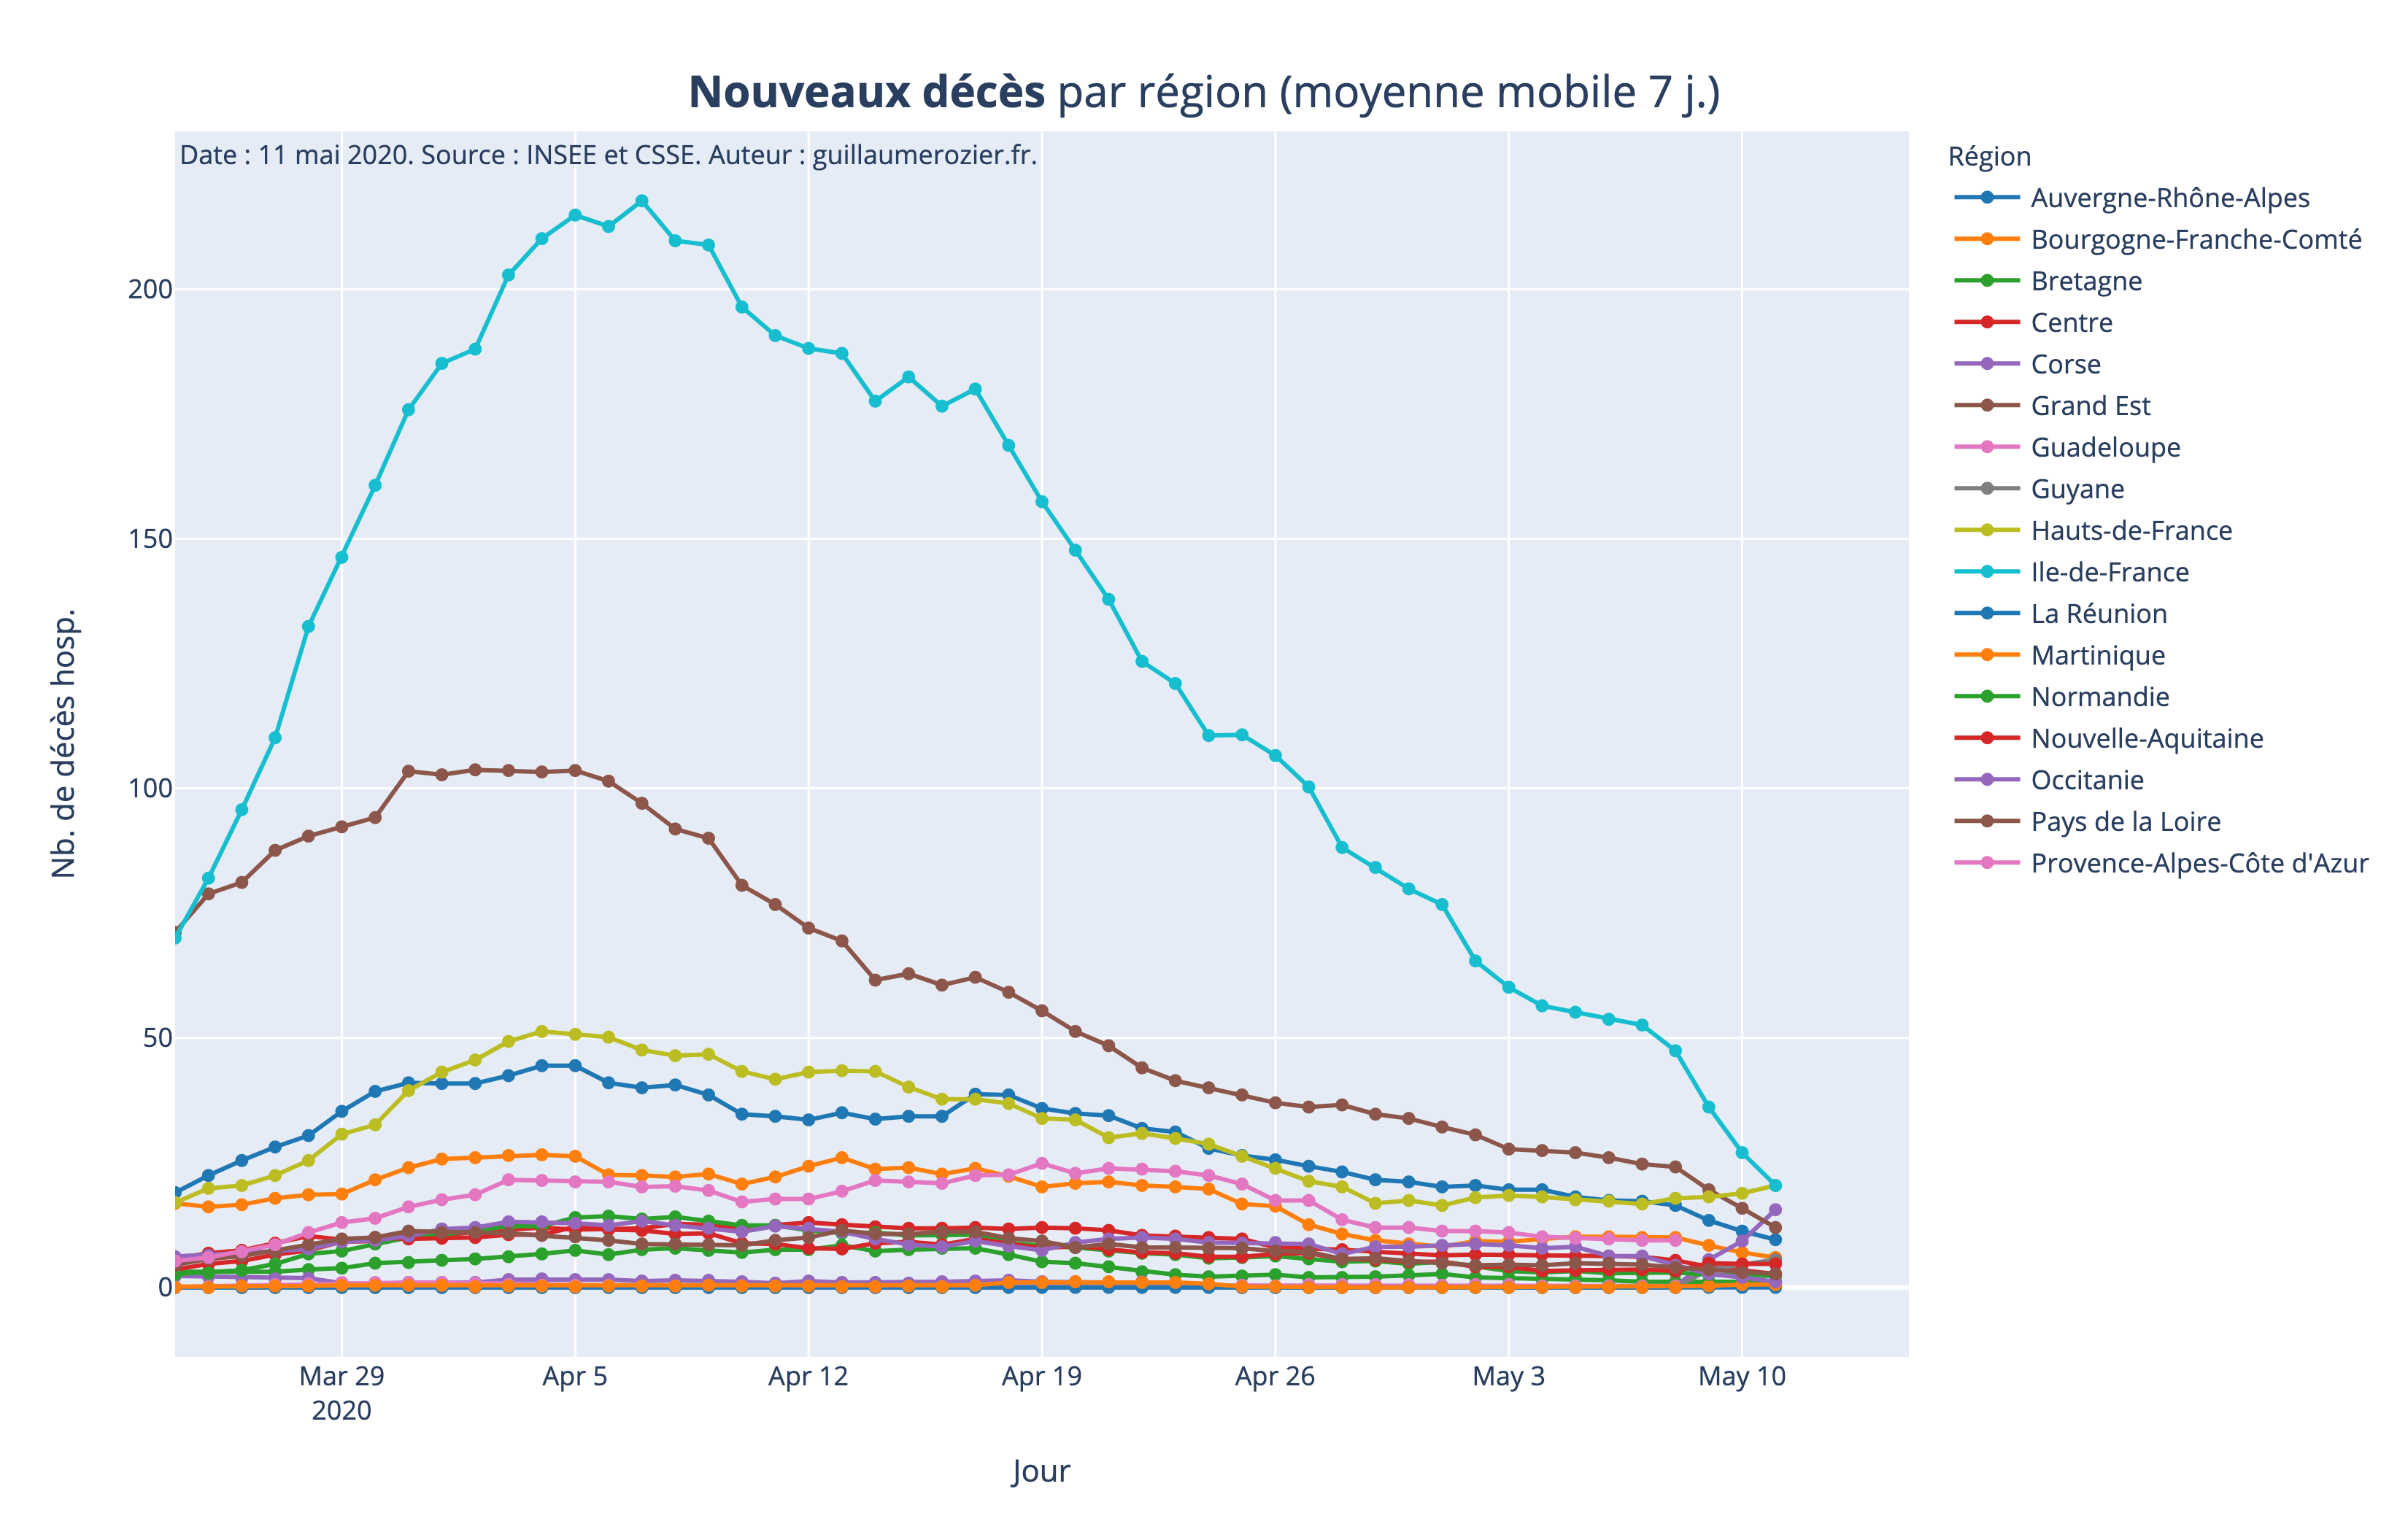 Nouveaux décès par région (moyenne mobile 7 j.)
Date : 11 mai 2020. Source : INSEE et CSSE. Auteur : guillaumerozier.fr.
Nb. de décès hosp.
200
150
100
50
0
Mar 29
2020
Apr 5
Apr 12
Apr 19
Apr 26
May 3
May 10
Jour
Région
Auvergne-Rhône-Alpes
Bourgogne-Franche-Comté
Bretagne
Centre
Corse
Grand Est
Guadeloupe
Guyane
Hauts-de-France
Ile-de-France
La Réunion
Martinique
Normandie
Nouvelle-Aquitaine
Occitanie
Pays de la Loire
Provence-Alpes-Côte d'Azur